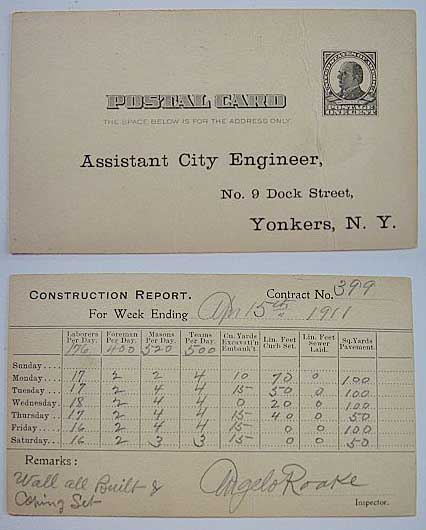 POSTAL CARD
THE SPACE BELOW IS FOR THE ADDRESS ONLY
POSTAGE
ONE CENT
Assistant City Engineer,
No. 9 Dock Street,
Yonkers, N. Y.
CONSTRUCTION REPORT. Contract No. 399
For Week Ending Apr 15th 1911
Laborers Per Day. Foreman Per Day. Masons Per Day. Teams Per Day. Cu. Yards Excavat'n Embank't Lin. Feet Curb Set. Lin. Feet Sewer Laid. Sq. Yards Pavement.
176 400 520 500
Sunday
Monday 17 2 2 4 10 70 0 100
Tuesday 17 2 4 4 15 50 0 100
Wednesday 18 2 4 4 0 20 0 100
Thursday 17 2 4 4 15 40 0 50
Friday 16 2 4 4 15 0 0 100
Saturday 16 2 3 3 15 0 0 50
Remarks:
Wall all Built &
Coping Set
Angelo Roake
Inspector.